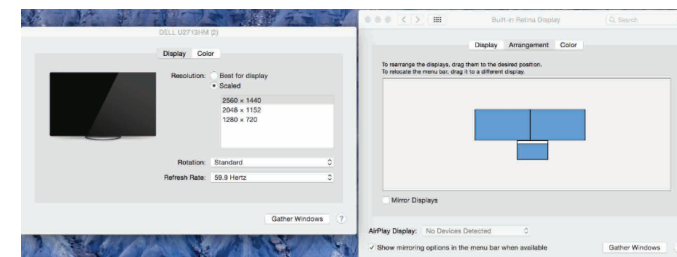 DELL U2713HM (2)
Display Color
Resolution: Best for display
Scaled
2560 × 1440
2048 × 1152
1280 × 720
Rotation: Standard
Refresh Rate: 59.9 Hertz
Gather Windows ?
Built-in Retina Display
Search
Display Arrangement Color
To rearrange the displays, drag them to the desired position.
To relocate the menu bar, drag it to a different display.
Mirror Displays
AirPlay Display: No Devices Detected
Show mirroring options in the menu bar when available
Gather Windows